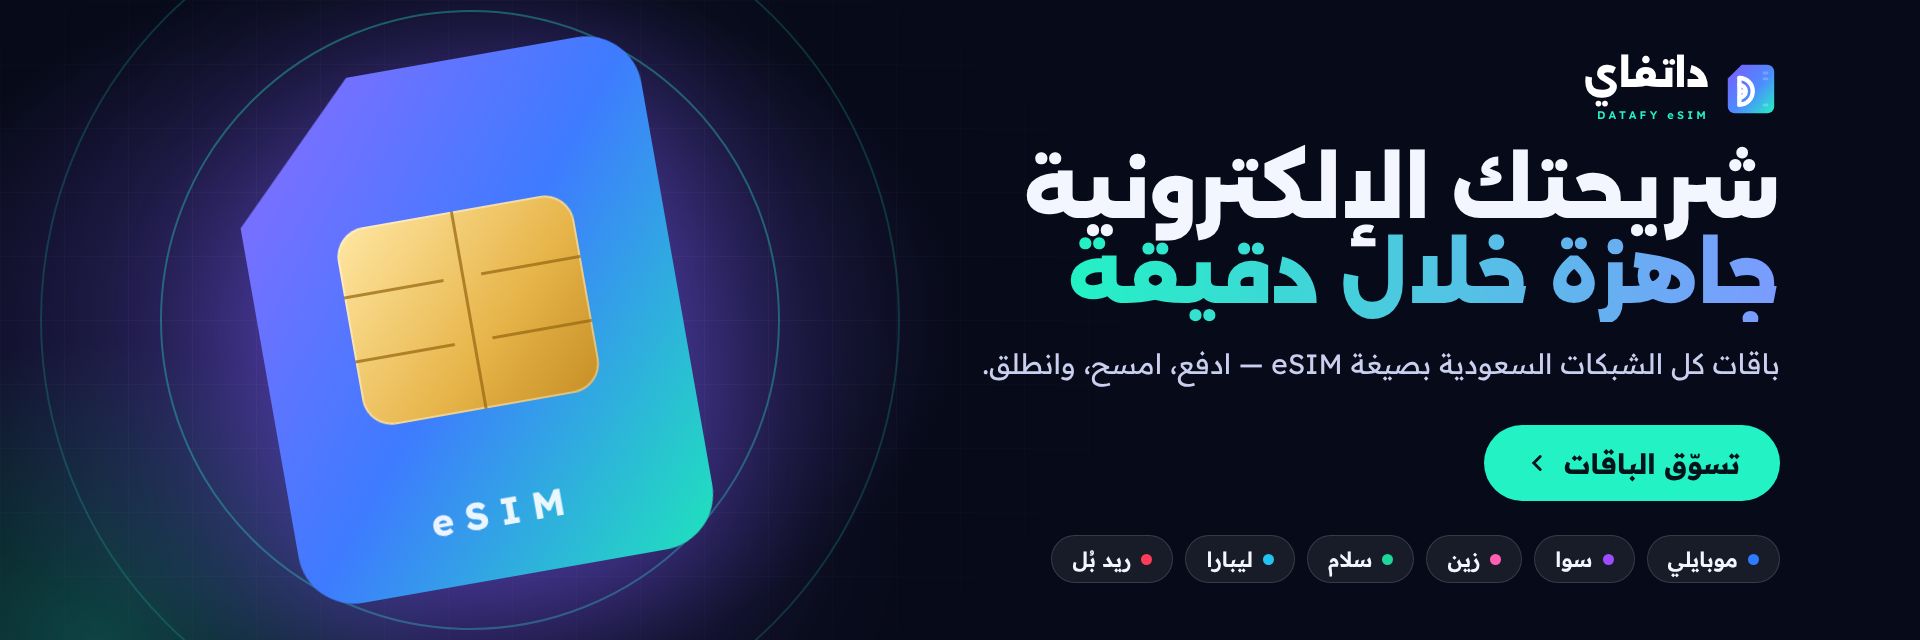 داتفاي
DATAFY eSIM
شريحتك الإلكترونية
جاهزة خلال دقيقة
باقات كل الشبكات السعودية بصيغة eSIM — ادفع، امسح، وانطلق.
تسوّق الباقات
موبايلي
سوا
زين
سلام
ليبارا
ريد بُل
eSIM